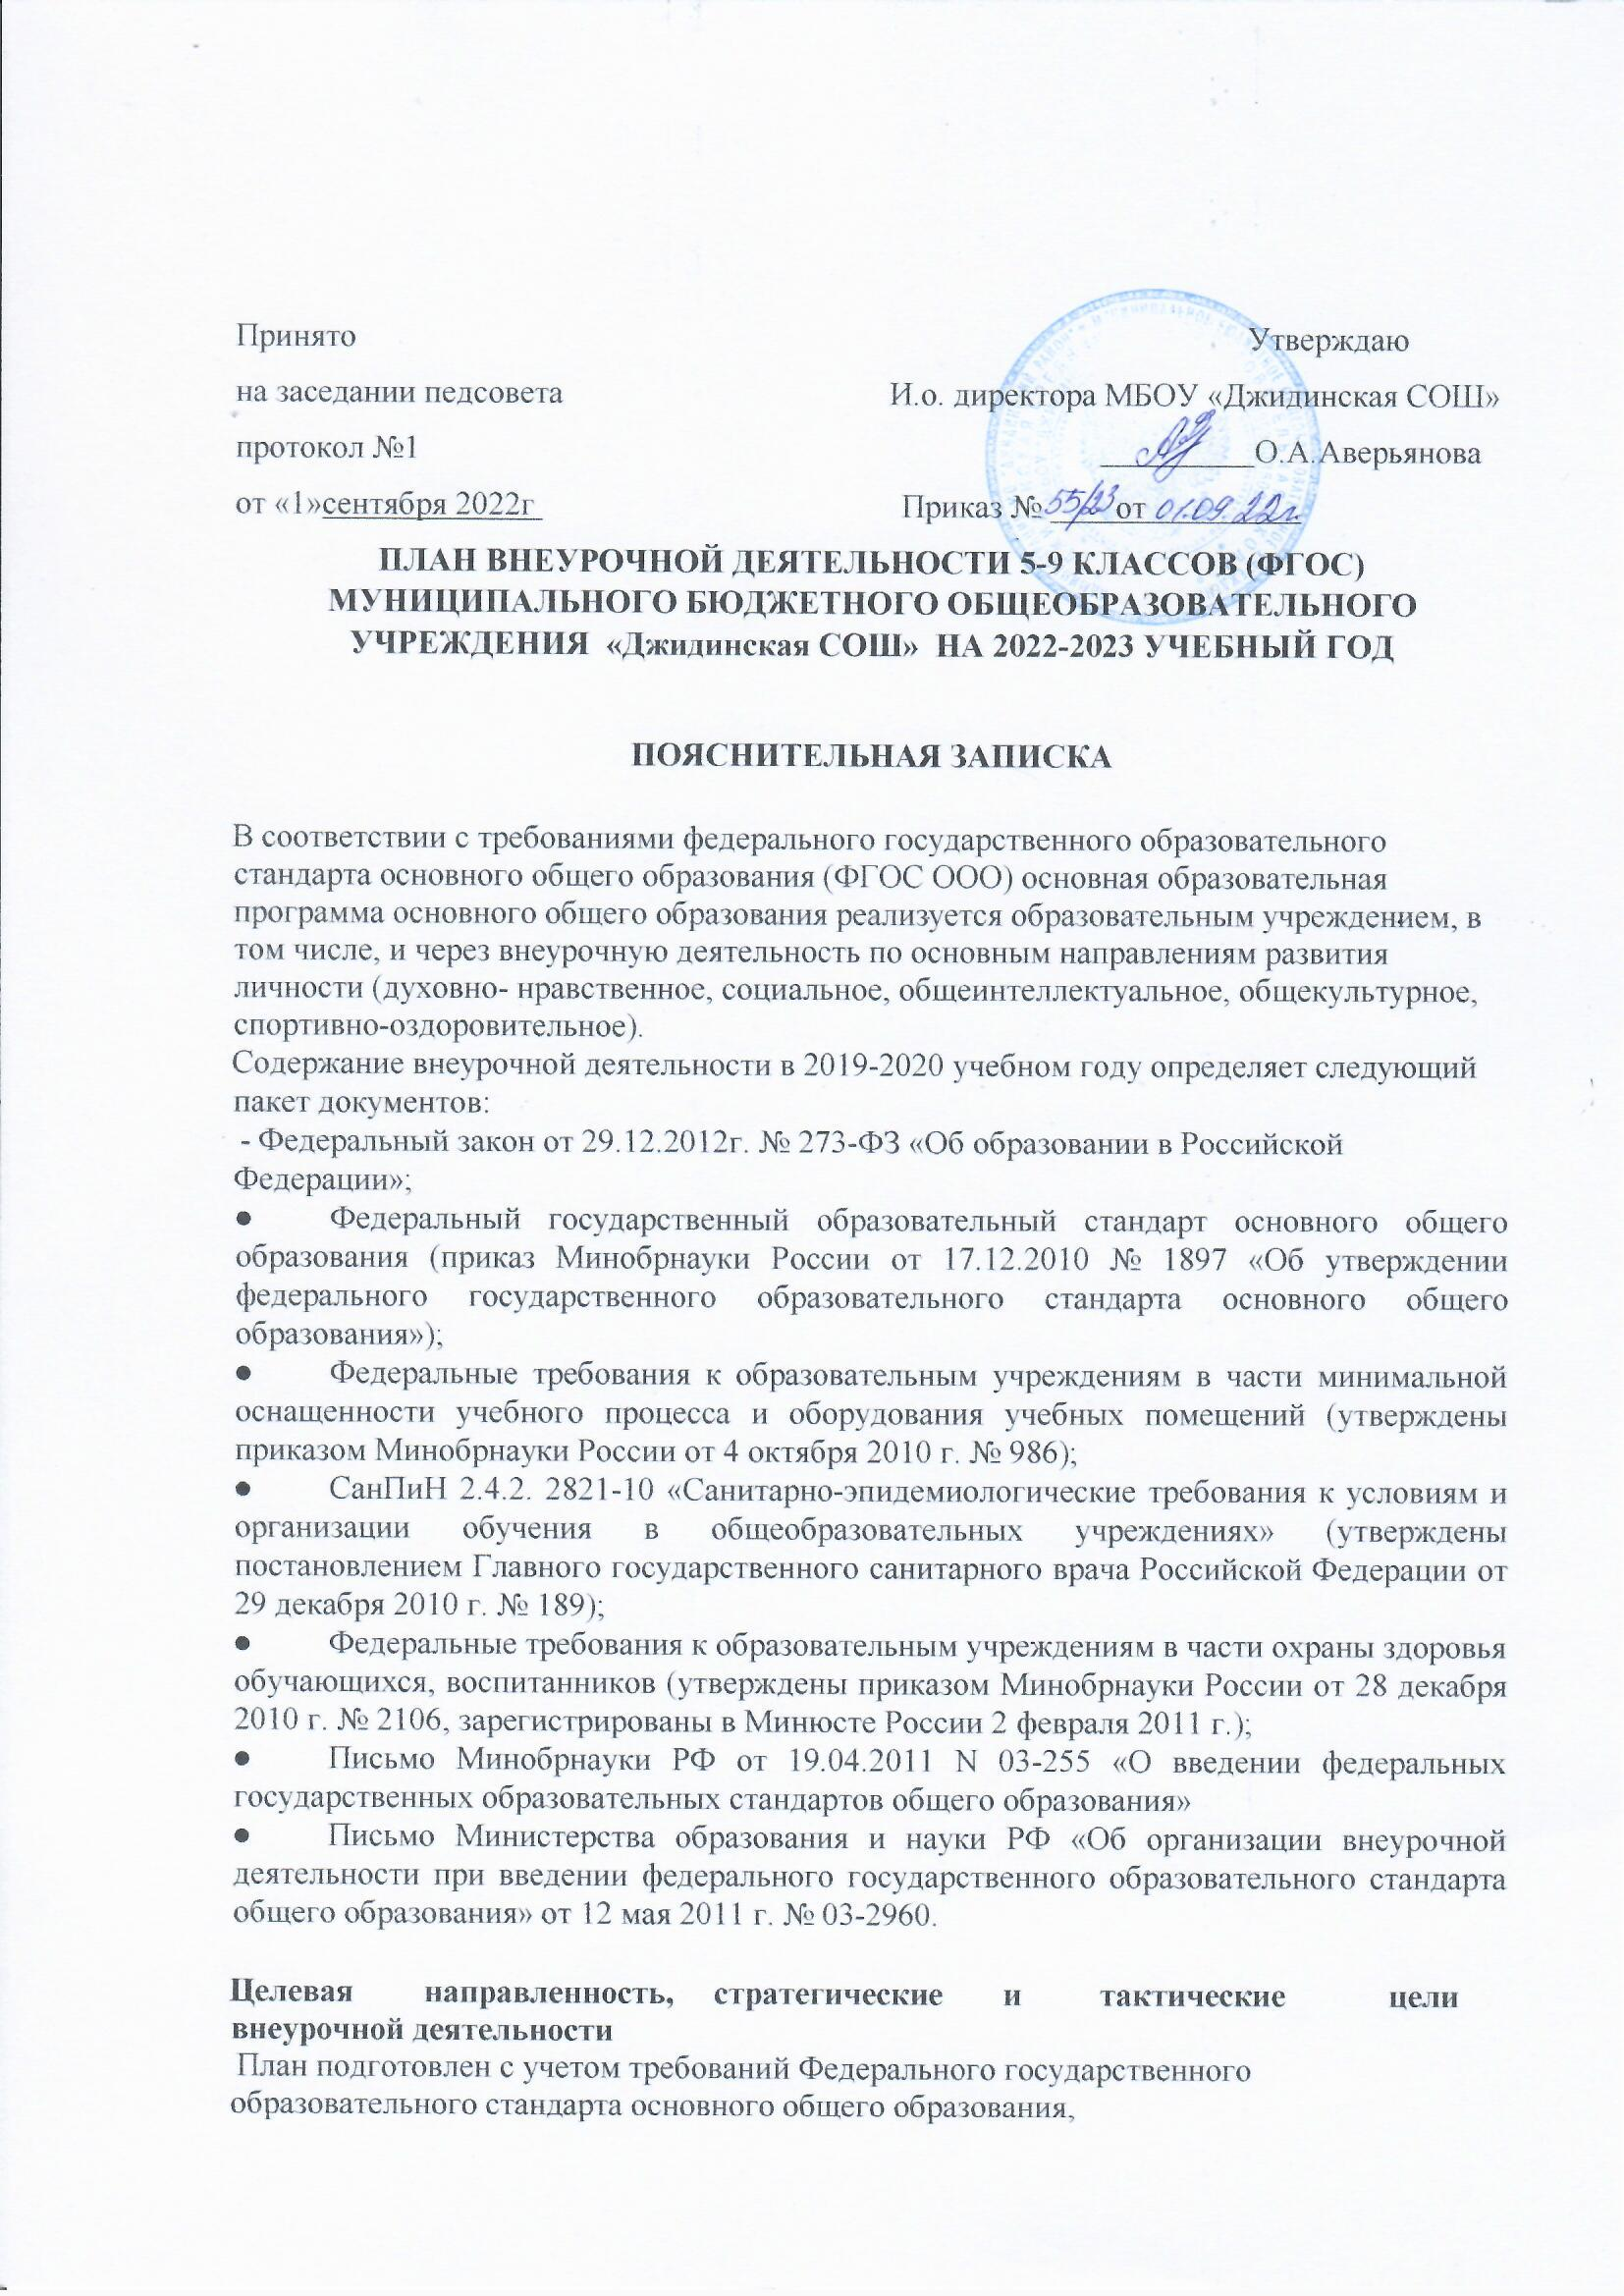 Принято Утверждаю
на заседании педсовета И.о. директора МБОУ «Джидинская СОШ»
протокол №1 __________О.А.Аверьянова
от «1»сентября 2022г Приказ № 55/23 от 01.09.22г.
ПЛАН ВНЕУРОЧНОЙ ДЕЯТЕЛЬНОСТИ 5-9 КЛАССОВ (ФГОС)
МУНИЦИПАЛЬНОГО БЮДЖЕТНОГО ОБЩЕОБРАЗОВАТЕЛЬНОГО
УЧРЕЖДЕНИЯ «Джидинская СОШ» НА 2022-2023 УЧЕБНЫЙ ГОД
ПОЯСНИТЕЛЬНАЯ ЗАПИСКА
В соответствии с требованиями федерального государственного образовательного
стандарта основного общего образования (ФГОС ООО) основная образовательная
программа основного общего образования реализуется образовательным учреждением, в
том числе, и через внеурочную деятельность по основным направлениям развития
личности (духовно- нравственное, социальное, общеинтеллектуальное, общекультурное,
спортивно-оздоровительное).
Содержание внеурочной деятельности в 2019-2020 учебном году определяет следующий
пакет документов:
- Федеральный закон от 29.12.2012г. № 273-ФЗ «Об образовании в Российской
Федерации»;
● Федеральный государственный образовательный стандарт основного общего
образования (приказ Минобрнауки России от 17.12.2010 № 1897 «Об утверждении
федерального государственного образовательного стандарта основного общего
образования»);
● Федеральные требования к образовательным учреждениям в части минимальной
оснащенности учебного процесса и оборудования учебных помещений (утверждены
приказом Минобрнауки России от 4 октября 2010 г. № 986);
● СанПиН 2.4.2. 2821-10 «Санитарно-эпидемиологические требования к условиям и
организации обучения в общеобразовательных учреждениях» (утверждены
постановлением Главного государственного санитарного врача Российской Федерации от
29 декабря 2010 г. № 189);
● Федеральные требования к образовательным учреждениям в части охраны здоровья
обучающихся, воспитанников (утверждены приказом Минобрнауки России от 28 декабря
2010 г. № 2106, зарегистрированы в Минюсте России 2 февраля 2011 г.);
● Письмо Минобрнауки РФ от 19.04.2011 N 03-255 «О введении федеральных
государственных образовательных стандартов общего образования»
● Письмо Министерства образования и науки РФ «Об организации внеурочной
деятельности при введении федерального государственного образовательного стандарта
общего образования» от 12 мая 2011 г. № 03-2960.
Целевая направленность, стратегические и тактические цели
внеурочной деятельности
План подготовлен с учетом требований Федерального государственного
образовательного стандарта основного общего образования,